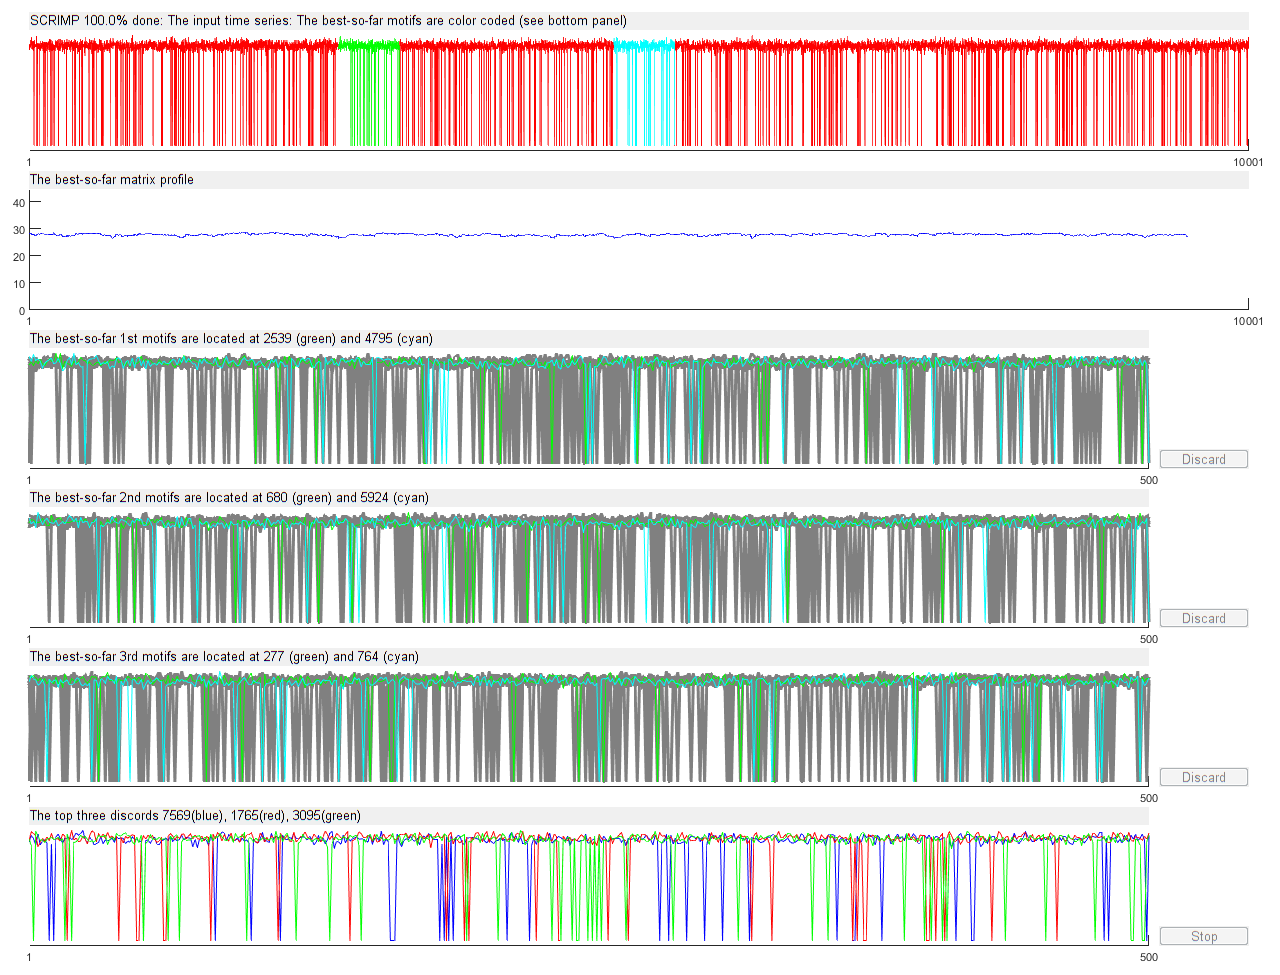 SCRIMP 100.0% done: The input time series: The best-so-far motifs are color coded (see bottom panel)
1 10001
The best-so-far matrix profile
40
30
20
10
0
1 10001
The best-so-far 1st motifs are located at 2539 (green) and 4795 (cyan)
Discard
1 500
The best-so-far 2nd motifs are located at 680 (green) and 5924 (cyan)
Discard
1 500
The best-so-far 3rd motifs are located at 277 (green) and 764 (cyan)
Discard
1 500
The top three discords 7569(blue), 1765(red), 3095(green)
Stop
1 500